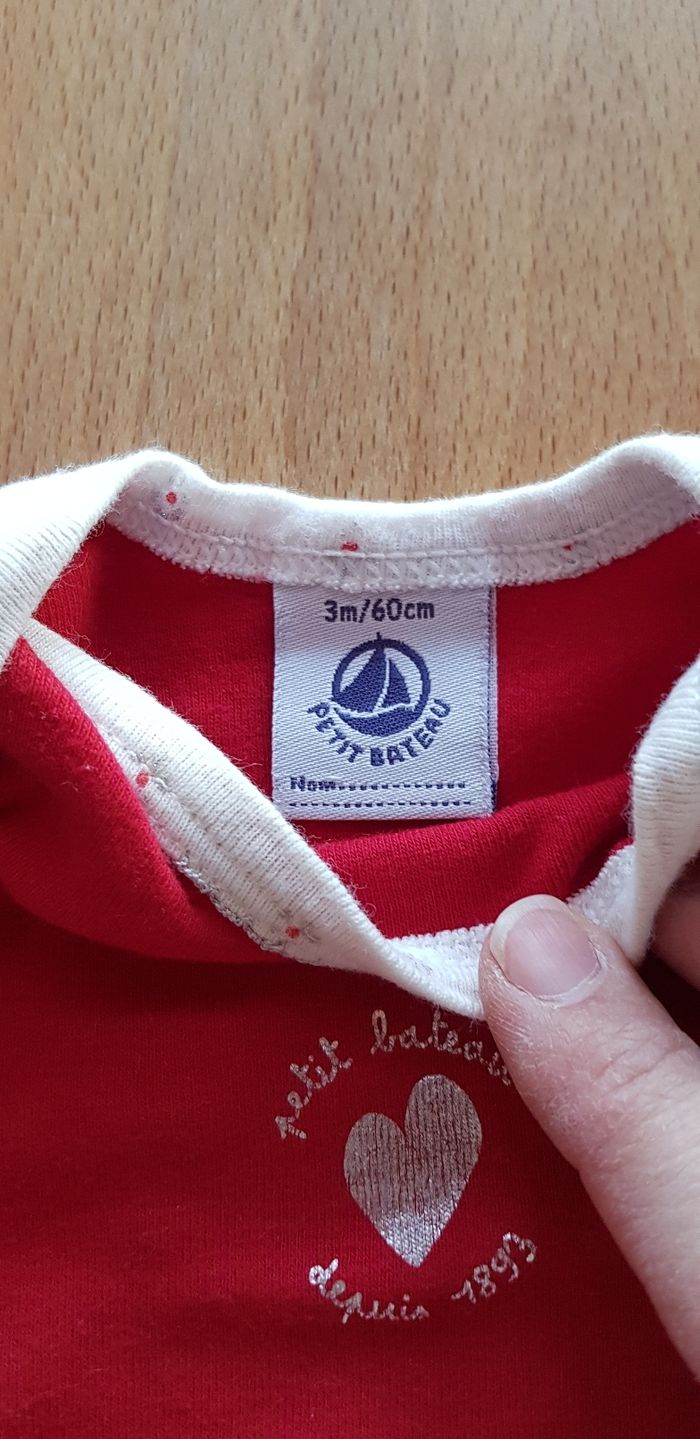 3m/60cm
PETIT BATEAU
Nom
petit bateau
depuis 1893